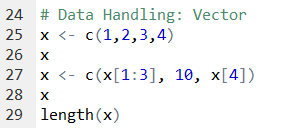 24 # Data Handling: Vector
25 x <- c(1,2,3,4)
26 x
27 x <- c(x[1:3], 10, x[4])
28 x
29 length(x)